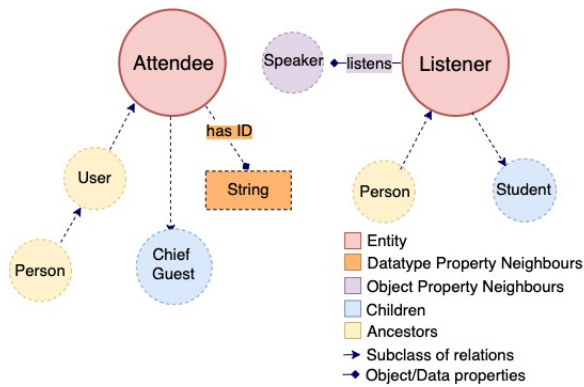 Attendee
Speaker
listens
Listener
has ID
User
String
Person
Student
Person
Chief
Guest
Entity
Datatype Property Neighbours
Object Property Neighbours
Children
Ancestors
Subclass of relations
Object/Data properties